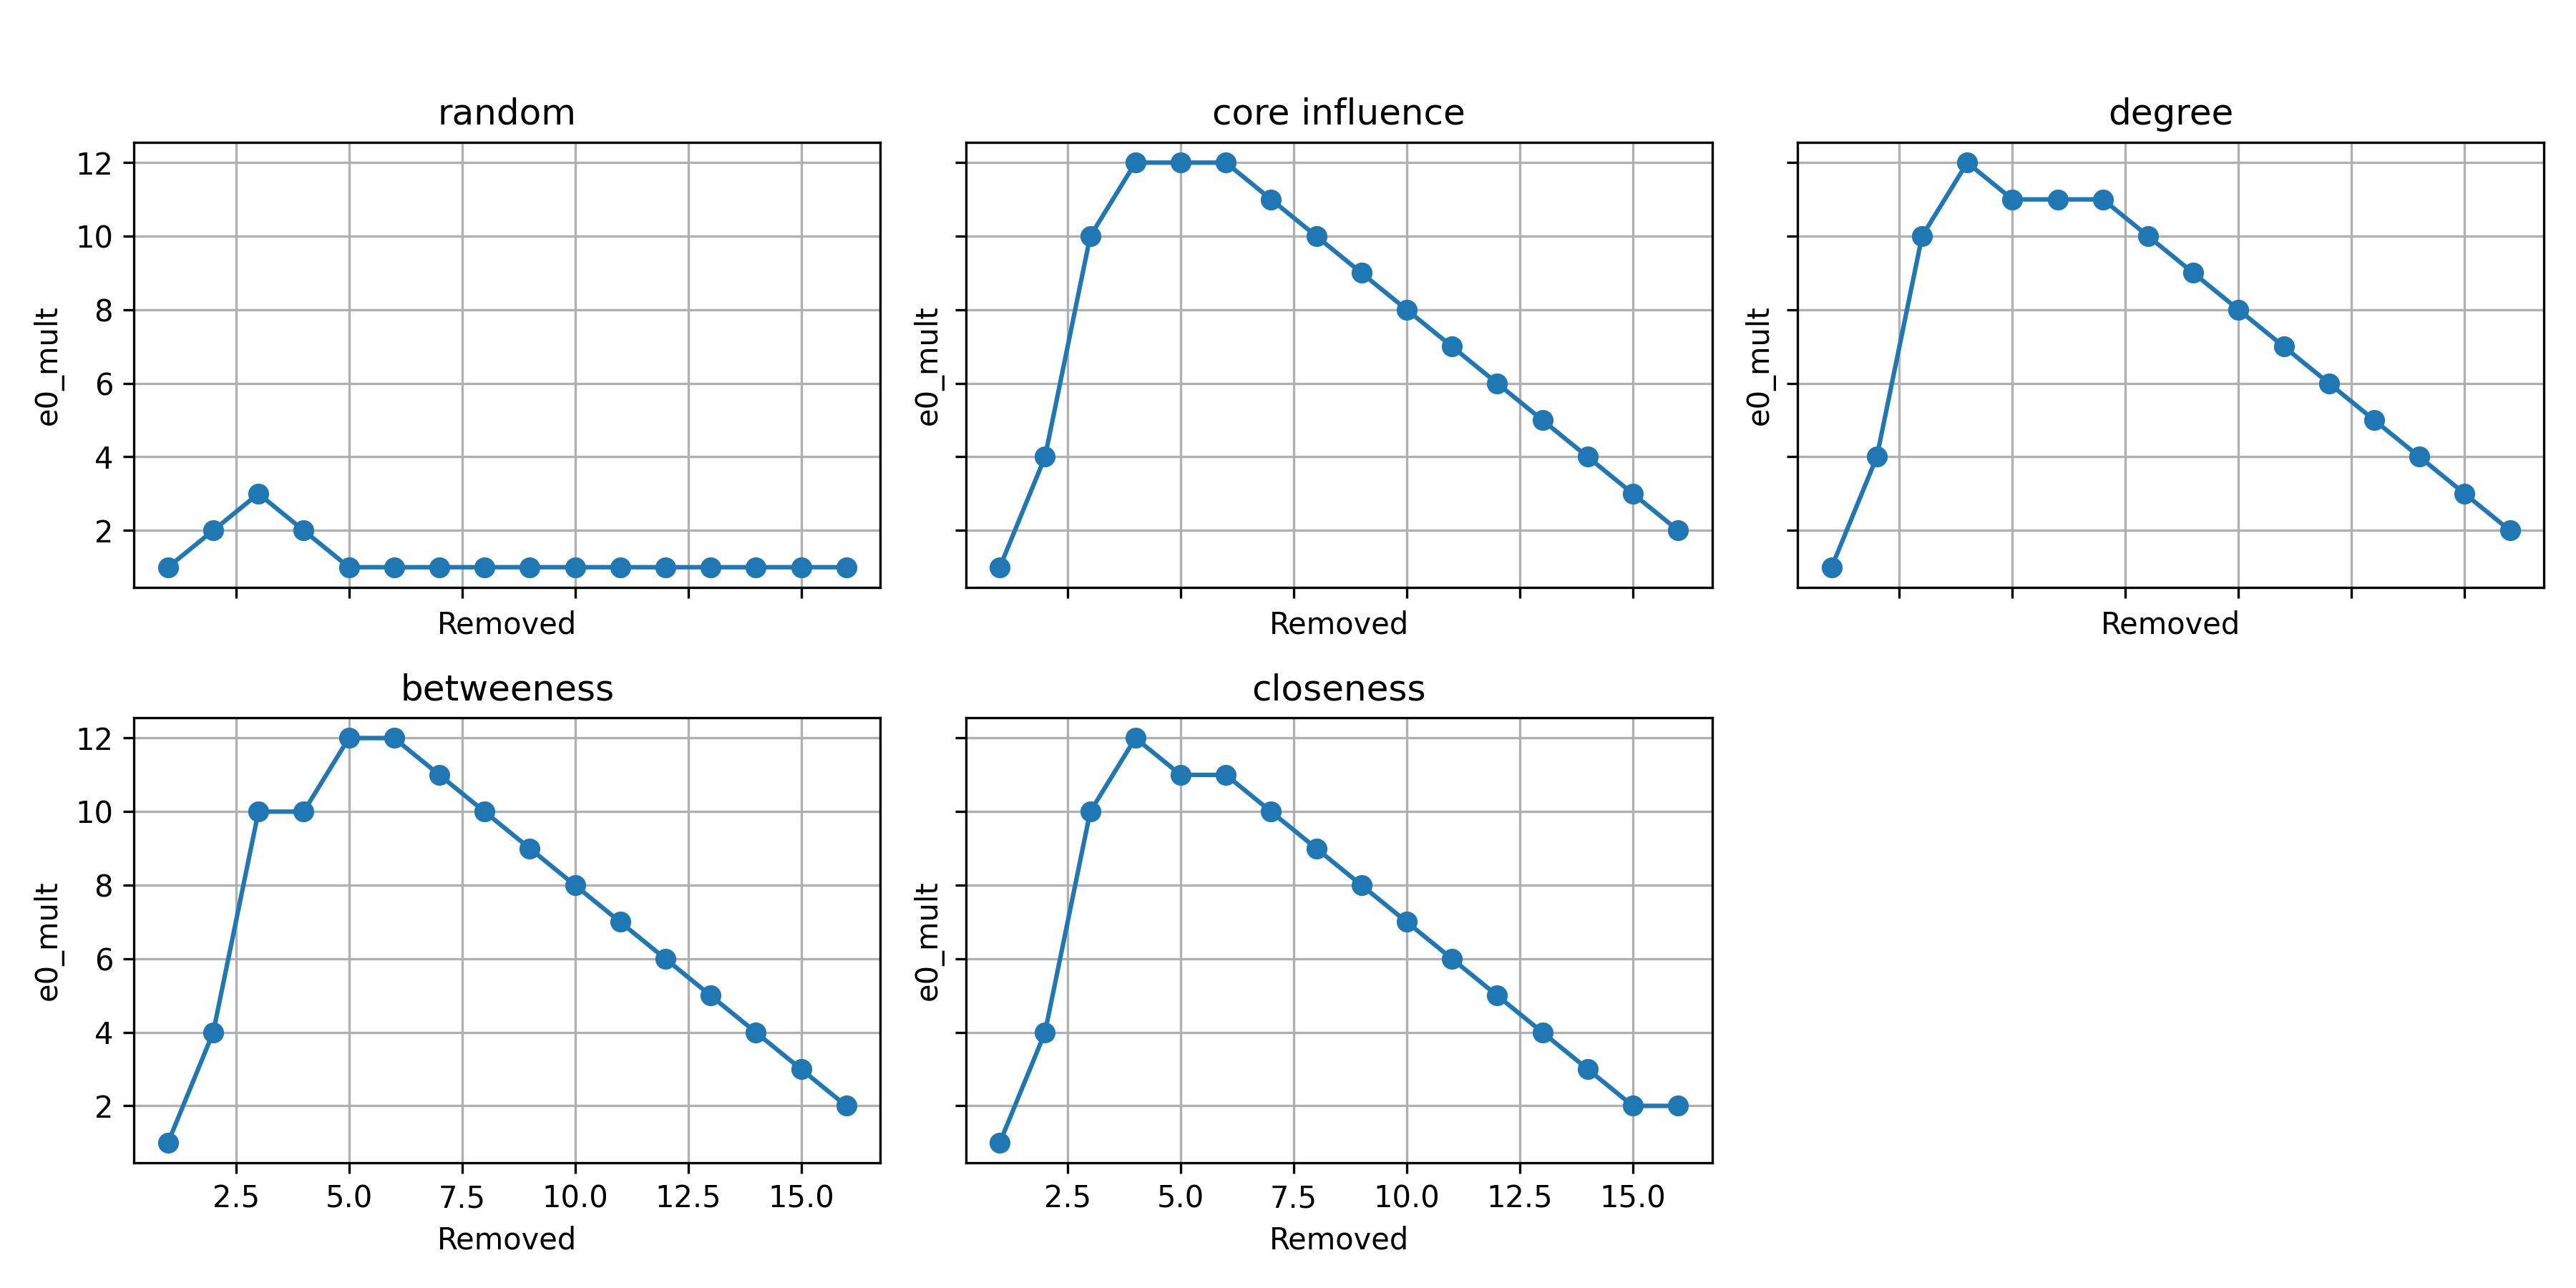 random
core influence
degree
12
10
8
6
4
2
e0_mult
e0_mult
e0_mult
Removed
Removed
Removed
betweeness
closeness
12
10
8
6
4
2
e0_mult
e0_mult
2.5 5.0 7.5 10.0 12.5 15.0
2.5 5.0 7.5 10.0 12.5 15.0
Removed
Removed